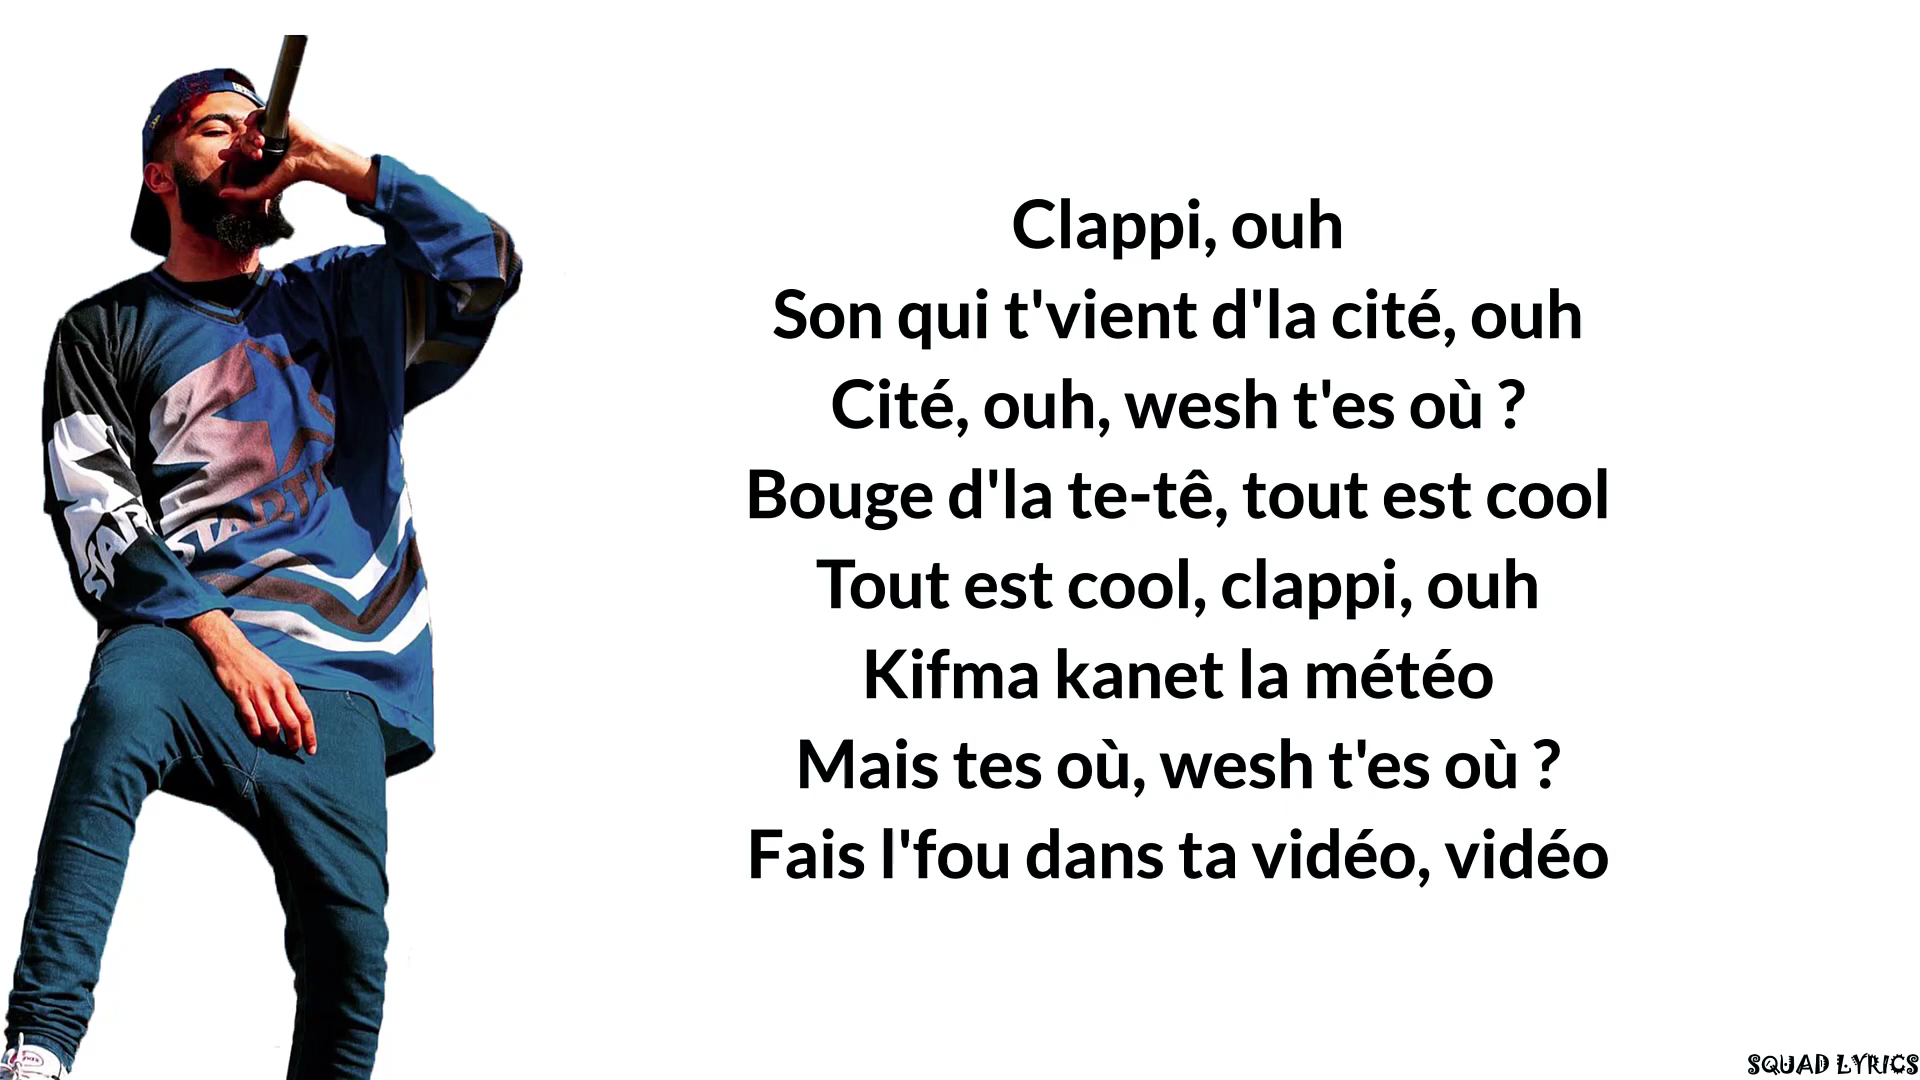 Clappi, ouh
Son qui t'vient d'la cité, ouh
Cité, ouh, wesh t'es où ?
Bouge d'la te-tê, tout est cool
Tout est cool, clappi, ouh
Kifma kanet la météo
Mais tes où, wesh t'es où ?
Fais l'fou dans ta vidéo, vidéo
SQUAD LYRICS